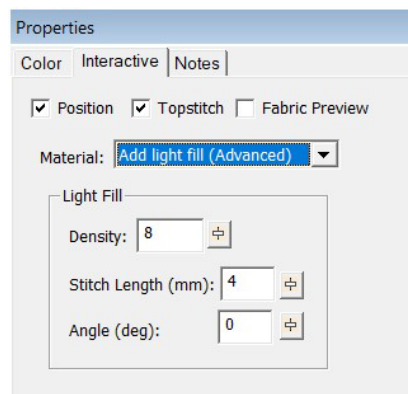 Properties
Color Interactive Notes
Position Topstitch Fabric Preview
Material: Add light fill (Advanced)
Light Fill
Density: 8
Stitch Length (mm): 4
Angle (deg): 0